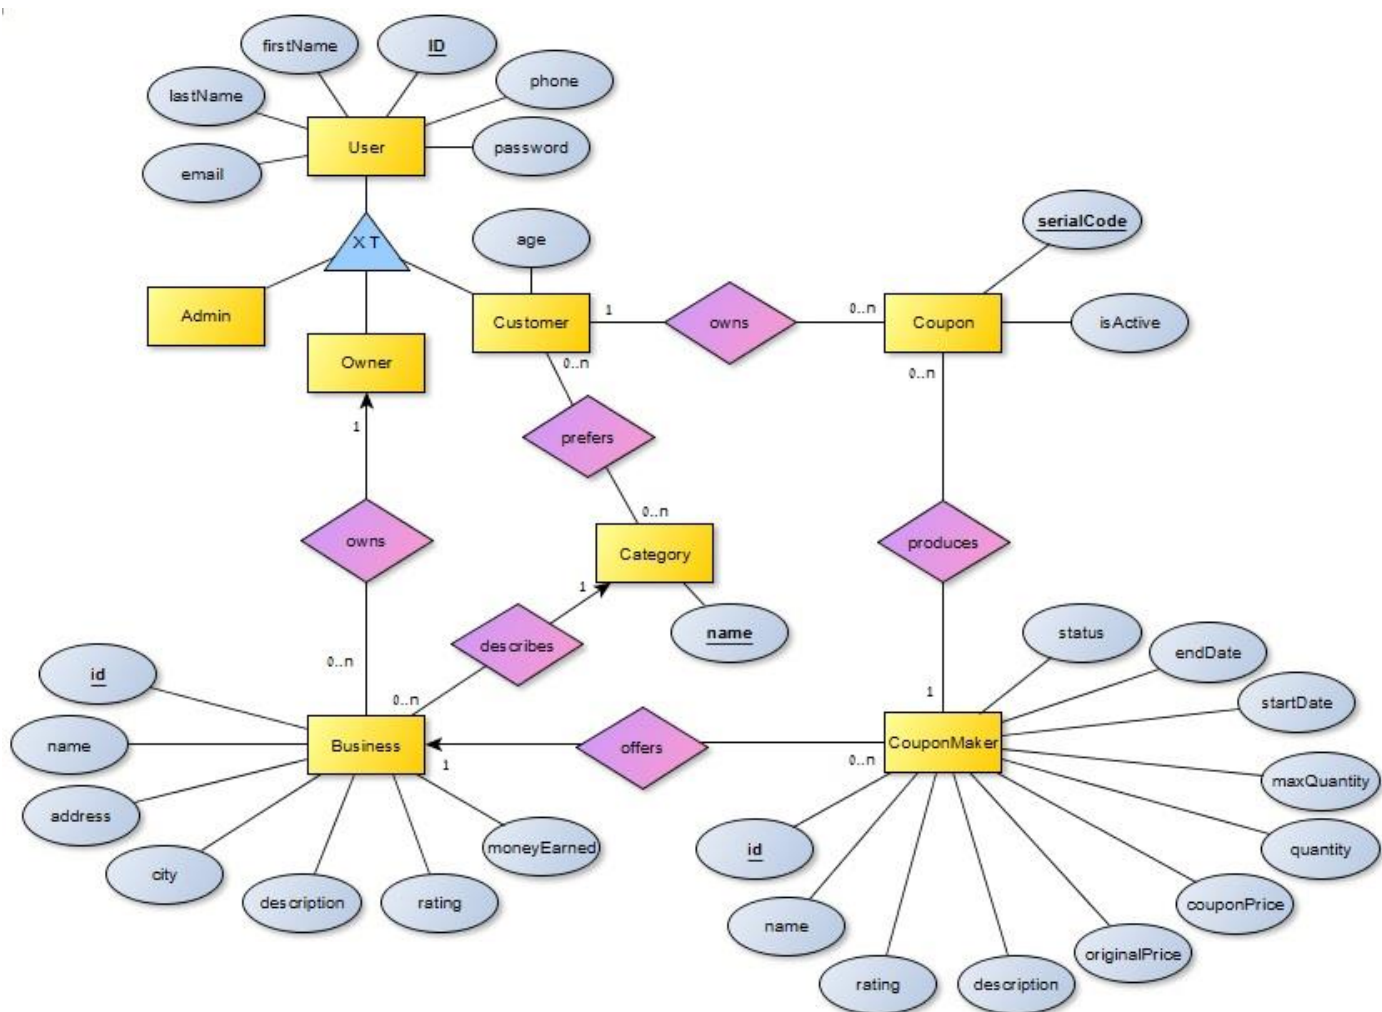 firstName
ID
lastName
phone
User
password
email
X T
serialCode
age
Admin
Customer
1
owns
0..n
Coupon
isActive
Owner
0..n
0..n
1
prefers
0..n
owns
produces
Category
1
describes
name
status
endDate
0..n
id
0..n
1
startDate
name
Business
1
offers
0..n
CouponMaker
maxQuantity
address
moneyEarned
id
quantity
city
description
rating
couponPrice
name
originalPrice
rating
description